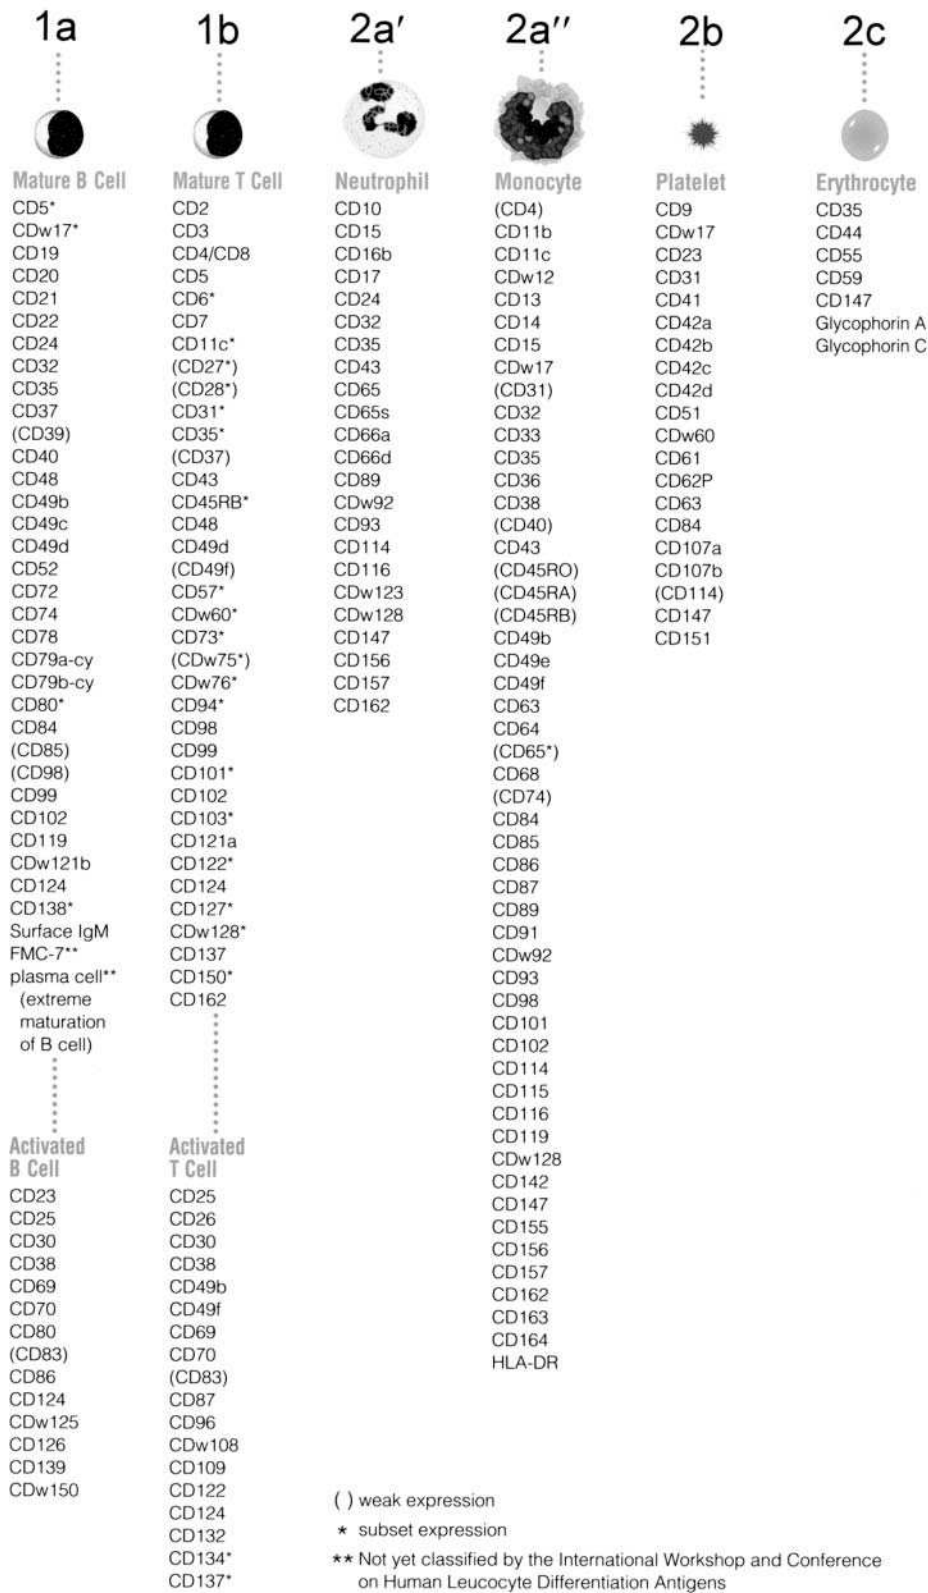 1a
1b
2a′
2a″
2b
2c
Mature B Cell
CD5*
CDw17*
CD19
CD20
CD21
CD22
CD24
CD32
CD35
CD37
(CD39)
CD40
CD48
CD49b
CD49c
CD49d
CD52
CD72
CD74
CD78
CD79a-cy
CD79b-cy
CD80*
CD84
(CD85)
(CD98)
CD99
CD102
CD119
CDw121b
CD124
CD138*
Surface IgM
FMC-7**
plasma cell**
(extreme
maturation
of B cell)
Activated
B Cell
CD23
CD25
CD30
CD38
CD69
CD70
CD80
(CD83)
CD86
CD124
CDw125
CD126
CD139
CDw150
Mature T Cell
CD2
CD3
CD4/CD8
CD5
CD6*
CD7
CD11c*
(CD27*)
(CD28*)
CD31*
CD35*
(CD37)
CD43
CD45RB*
CD48
CD49d
(CD49f)
CD57*
CDw60*
CD73*
(CDw75*)
CDw76*
CD94*
CD98
CD99
CD101*
CD102
CD103*
CD121a
CD122*
CD124
CD127*
CDw128*
CD137
CD150*
CD162
Activated
T Cell
CD25
CD26
CD30
CD38
CD49b
CD49f
CD69
CD70
(CD83)
CD87
CD96
CDw108
CD109
CD122
CD124
CD132
CD134*
CD137*
Neutrophil
CD10
CD15
CD16b
CD17
CD24
CD32
CD35
CD43
CD65
CD65s
CD66a
CD66d
CD89
CDw92
CD93
CD114
CD116
CDw123
CDw128
CD147
CD156
CD157
CD162
Monocyte
(CD4)
CD11b
CD11c
CDw12
CD13
CD14
CD15
CDw17
(CD31)
CD32
CD33
CD35
CD36
CD38
(CD40)
CD43
(CD45RO)
(CD45RA)
(CD45RB)
CD49b
CD49e
CD49f
CD63
CD64
(CD65*)
CD68
(CD74)
CD84
CD85
CD86
CD87
CD89
CD91
CDw92
CD93
CD98
CD101
CD102
CD114
CD115
CD116
CD119
CDw128
CD142
CD147
CD155
CD156
CD157
CD162
CD163
CD164
HLA-DR
Platelet
CD9
CDw17
CD23
CD31
CD41
CD42a
CD42b
CD42c
CD42d
CD51
CDw60
CD61
CD62P
CD63
CD84
CD107a
CD107b
(CD114)
CD147
CD151
Erythrocyte
CD35
CD44
CD55
CD59
CD147
Glycophorin A
Glycophorin C
( ) weak expression
* subset expression
** Not yet classified by the International Workshop and Conference
on Human Leucocyte Differentiation Antigens